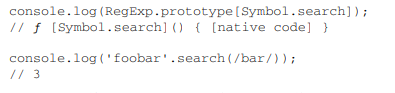 console.log(RegExp.prototype[Symbol.search]);
// ƒ [Symbol.search]() { [native code] }
console.log('foobar'.search(/bar/));
// 3